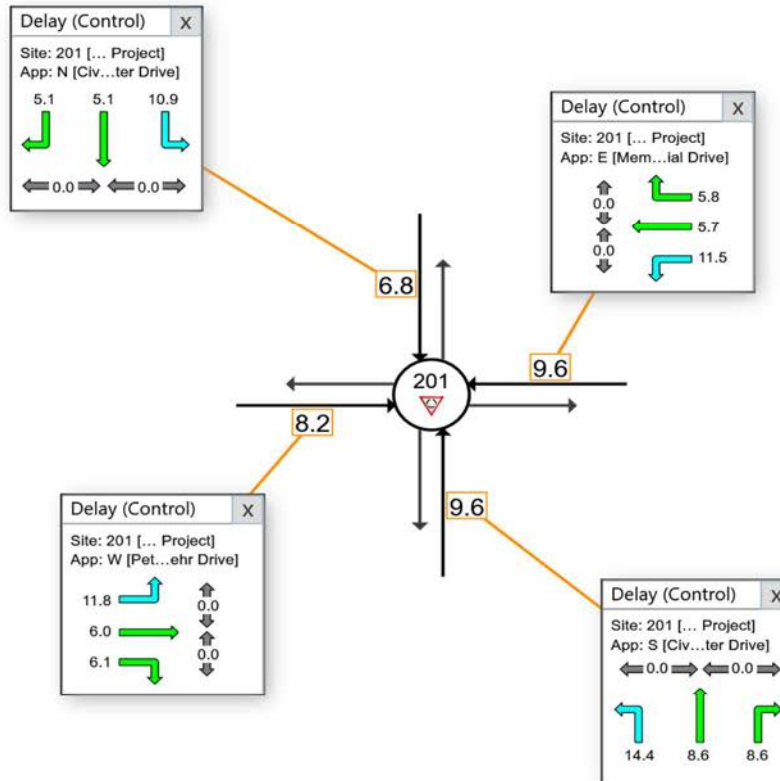 Delay (Control) X
Site: 201 [... Project]
App: N [Civ...ter Drive]
5.1 5.1 10.9
0.0 0.0
Delay (Control) X
Site: 201 [... Project]
App: E [Mem...ial Drive]
0.0
5.8
5.7
0.0
11.5
6.8
201
9.6
8.2
9.6
Delay (Control) X
Site: 201 [... Project]
App: W [Pet...ehr Drive]
11.8
0.0
6.0
0.0
6.1
Delay (Control) X
Site: 201 [... Project]
App: S [Civ...ter Drive]
0.0 0.0
14.4 8.6 8.6